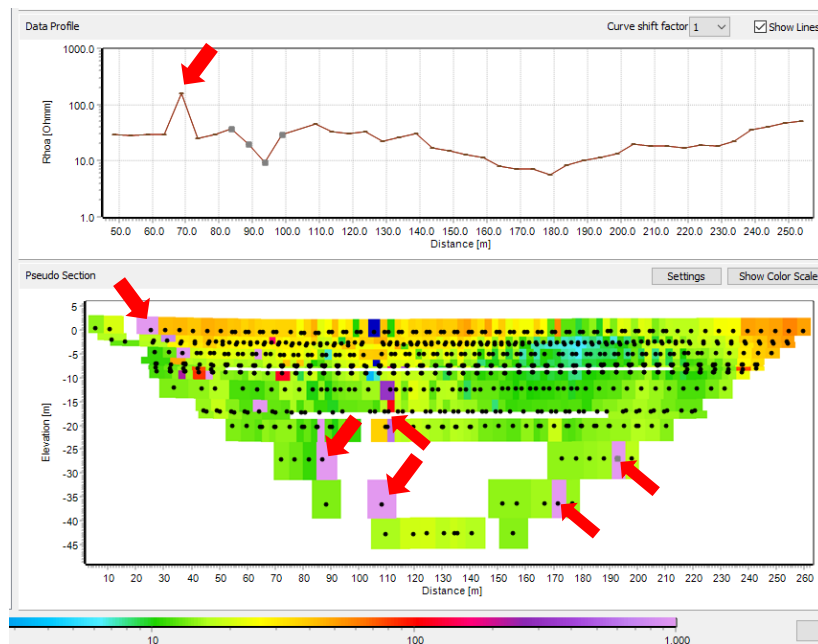 Data Profile
Curve shift factor 1 Show Lines
1000.0
100.0
10.0
1.0
Rhoa [Ohmm]
50.0 60.0 70.0 80.0 90.0 100.0 110.0 120.0 130.0 140.0 150.0 160.0 170.0 180.0 190.0 200.0 210.0 220.0 230.0 240.0 250.0
Distance [m]
Pseudo Section
Settings Show Color Scale
5
0
-5
-10
-15
-20
-25
-30
-35
-40
-45
Elevation [m]
10 20 30 40 50 60 70 80 90 100 110 120 130 140 150 160 170 180 190 200 210 220 230 240 250 260
Distance [m]
10 100 1.000